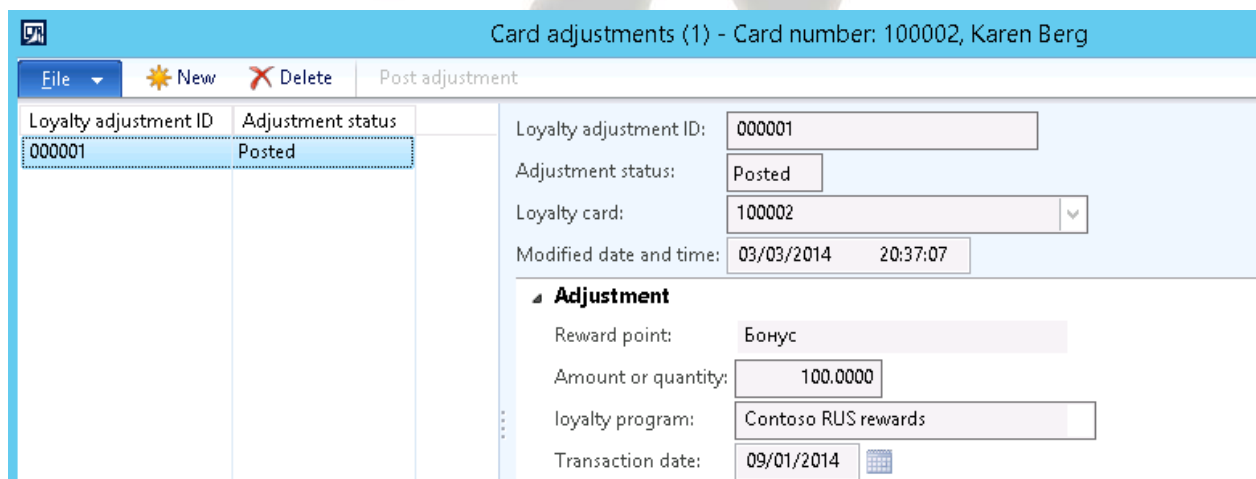 Card adjustments (1) - Card number: 100002, Karen Berg
File New Delete Post adjustment
Loyalty adjustment ID Adjustment status
000001 Posted
Loyalty adjustment ID: 000001
Adjustment status: Posted
Loyalty card: 100002
Modified date and time: 03/03/2014 20:37:07
Adjustment
Reward point: Бонус
Amount or quantity: 100.0000
loyalty program: Contoso RUS rewards
Transaction date: 09/01/2014